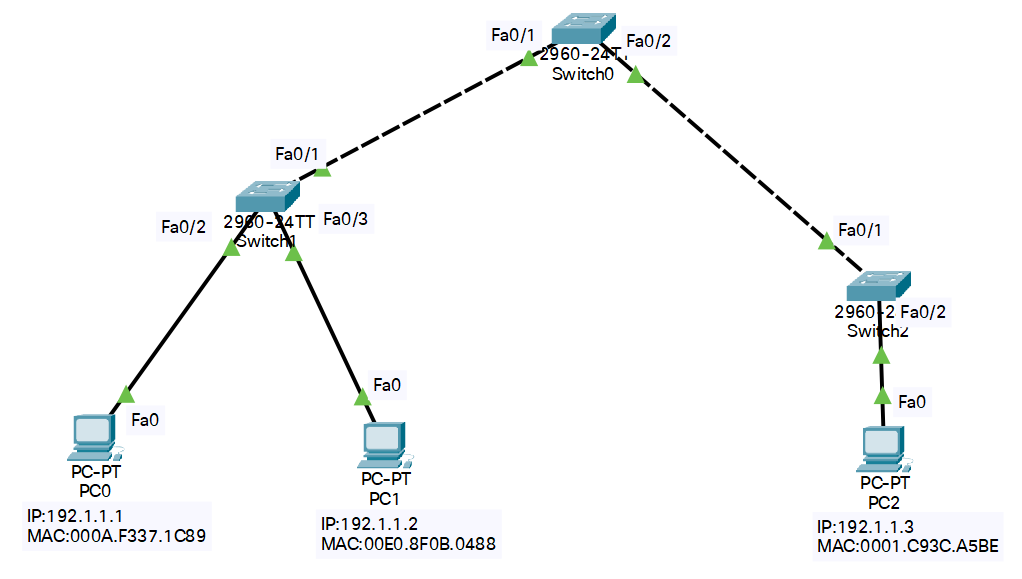 Fa0/1
Fa0/2
2960-24T
Switch0
Fa0/1
Fa0/2
2960-24TT
Fa0/3
Switch1
Fa0/1
2960-2
Fa0/2
Switch2
Fa0
Fa0
Fa0
PC-PT
PC0
PC-PT
PC1
PC-PT
PC2
IP:192.1.1.1
MAC:000A.F337.1C89
IP:192.1.1.2
MAC:00E0.8F0B.0488
IP:192.1.1.3
MAC:0001.C93C.A5BE